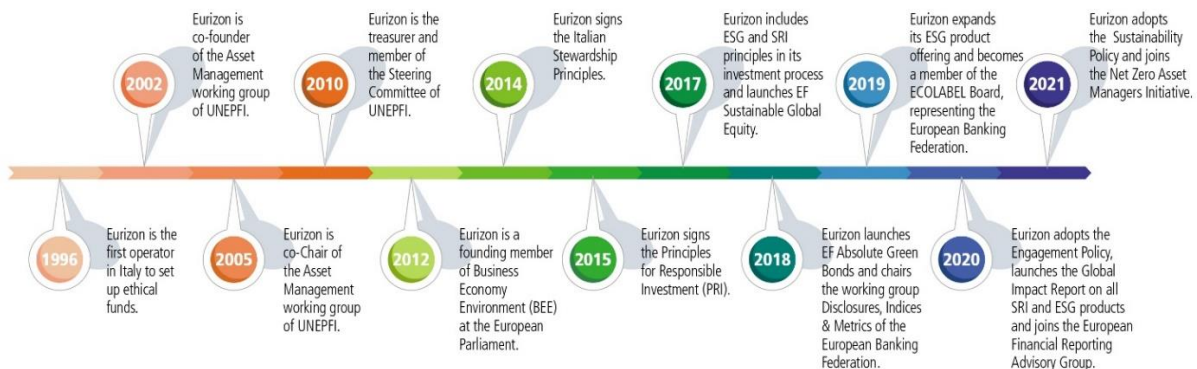 Eurizon is
co-founder
of the Asset
Management
working group
of UNEPFI.
2002
Eurizon is the
treasurer and
member of
the Steering
Committee of
UNEPFI.
2010
Eurizon signs
the Italian
Stewardship
Principles.
2014
Eurizon includes
ESG and SRI
principles in its
investment process
and launches EF
Sustainable Global
Equity.
2017
Eurizon expands
its ESG product
offering and becomes
a member of the
ECOLABEL Board,
representing the
European Banking
Federation.
2019
Eurizon adopts
the Sustainability
Policy and joins
the Net Zero Asset
Managers Initiative.
2021
1996
Eurizon is the
first operator
in Italy to set
up ethical
funds.
2005
Eurizon is
co-Chair of
the Asset
Management
working group
of UNEPFI.
2012
Eurizon is a
founding member
of Business
Economy
Environment (BEE)
at the European
Parliament.
2015
Eurizon signs
the Principles
for Responsible
Investment (PRI).
2018
Eurizon launches
EF Absolute Green
Bonds and chairs
the working group
Disclosures, Indices
& Metrics of the
European Banking
Federation.
2020
Eurizon adopts the
Engagement Policy,
launches the Global
Impact Report on all
SRI and ESG products
and joins the European
Financial Reporting
Advisory Group.